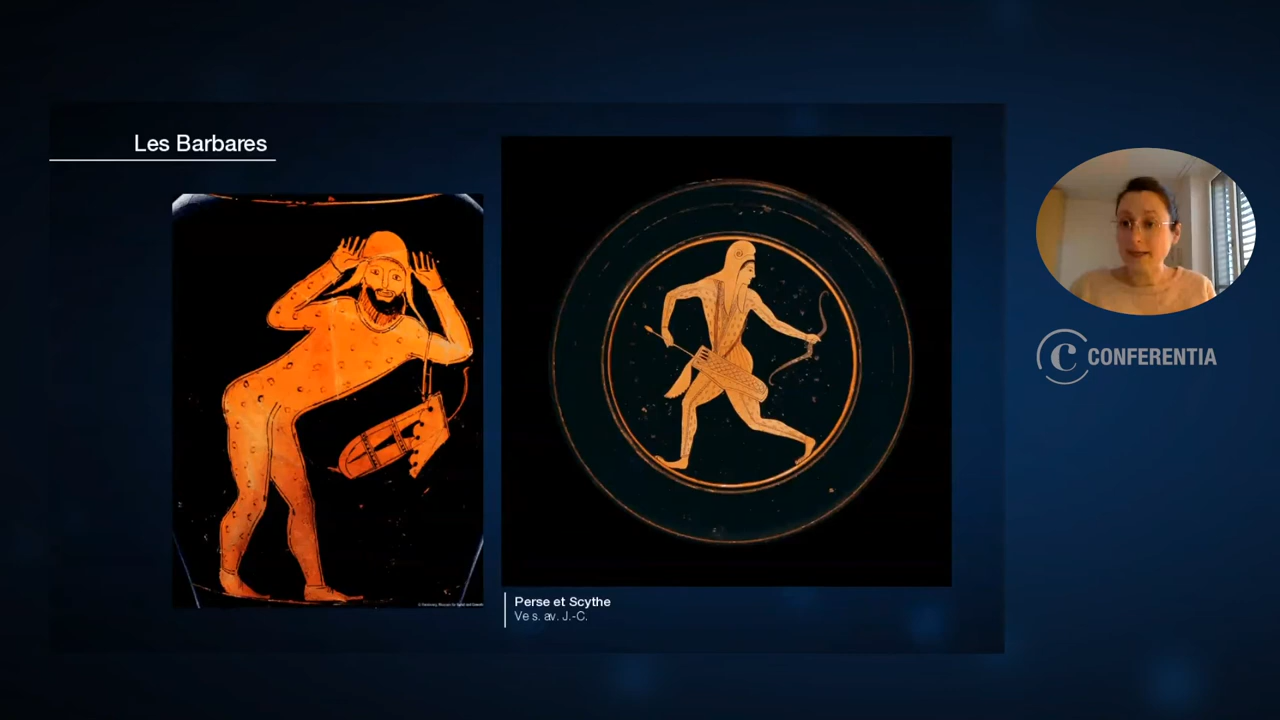 Les Barbares
Perse et Scythe
Ve s. av. J.-C.
C CONFERENTIA